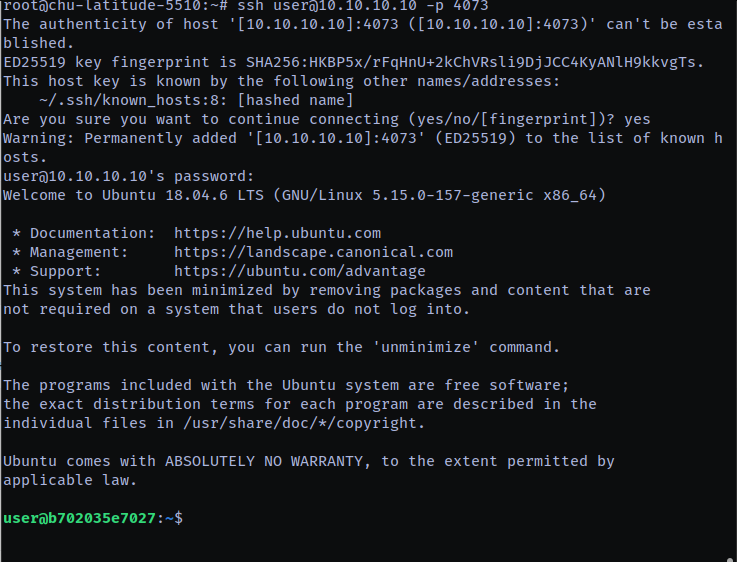 root@chu-latitude-5510:~# ssh user@10.10.10.10 -p 4073
The authenticity of host '[10.10.10.10]:4073 ([10.10.10.10]:4073)' can't be esta
blished.
ED25519 key fingerprint is SHA256:HKBP5x/rFqHnU+2kChVRsli9DjJCC4KyANlH9kkvgTs.
This host key is known by the following other names/addresses:
    ~/.ssh/known_hosts:8: [hashed name]
Are you sure you want to continue connecting (yes/no/[fingerprint])? yes
Warning: Permanently added '[10.10.10.10]:4073' (ED25519) to the list of known h
osts.
user@10.10.10.10's password:
Welcome to Ubuntu 18.04.6 LTS (GNU/Linux 5.15.0-157-generic x86_64)

 * Documentation:  https://help.ubuntu.com
 * Management:     https://landscape.canonical.com
 * Support:        https://ubuntu.com/advantage
This system has been minimized by removing packages and content that are
not required on a system that users do not log into.

To restore this content, you can run the 'unminimize' command.

The programs included with the Ubuntu system are free software;
the exact distribution terms for each program are described in the
individual files in /usr/share/doc/*/copyright.

Ubuntu comes with ABSOLUTELY NO WARRANTY, to the extent permitted by
applicable law.

user@b702035e7027:~$